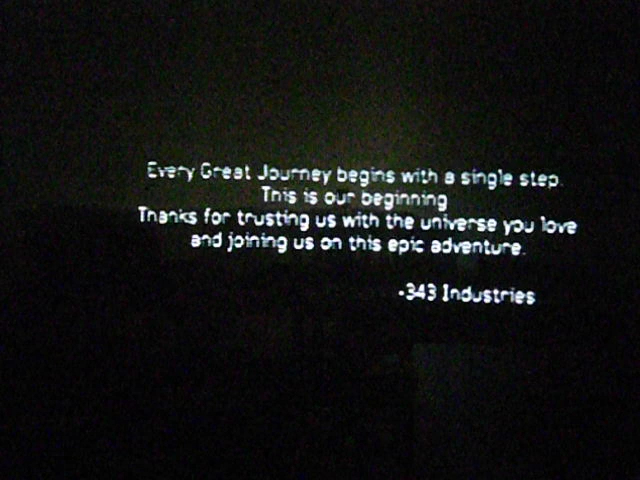 Every Great Journey begins with a single step.
This is our beginning
Thanks for trusting us with the universe you love
and joining us on this epic adventure.
-343 Industries